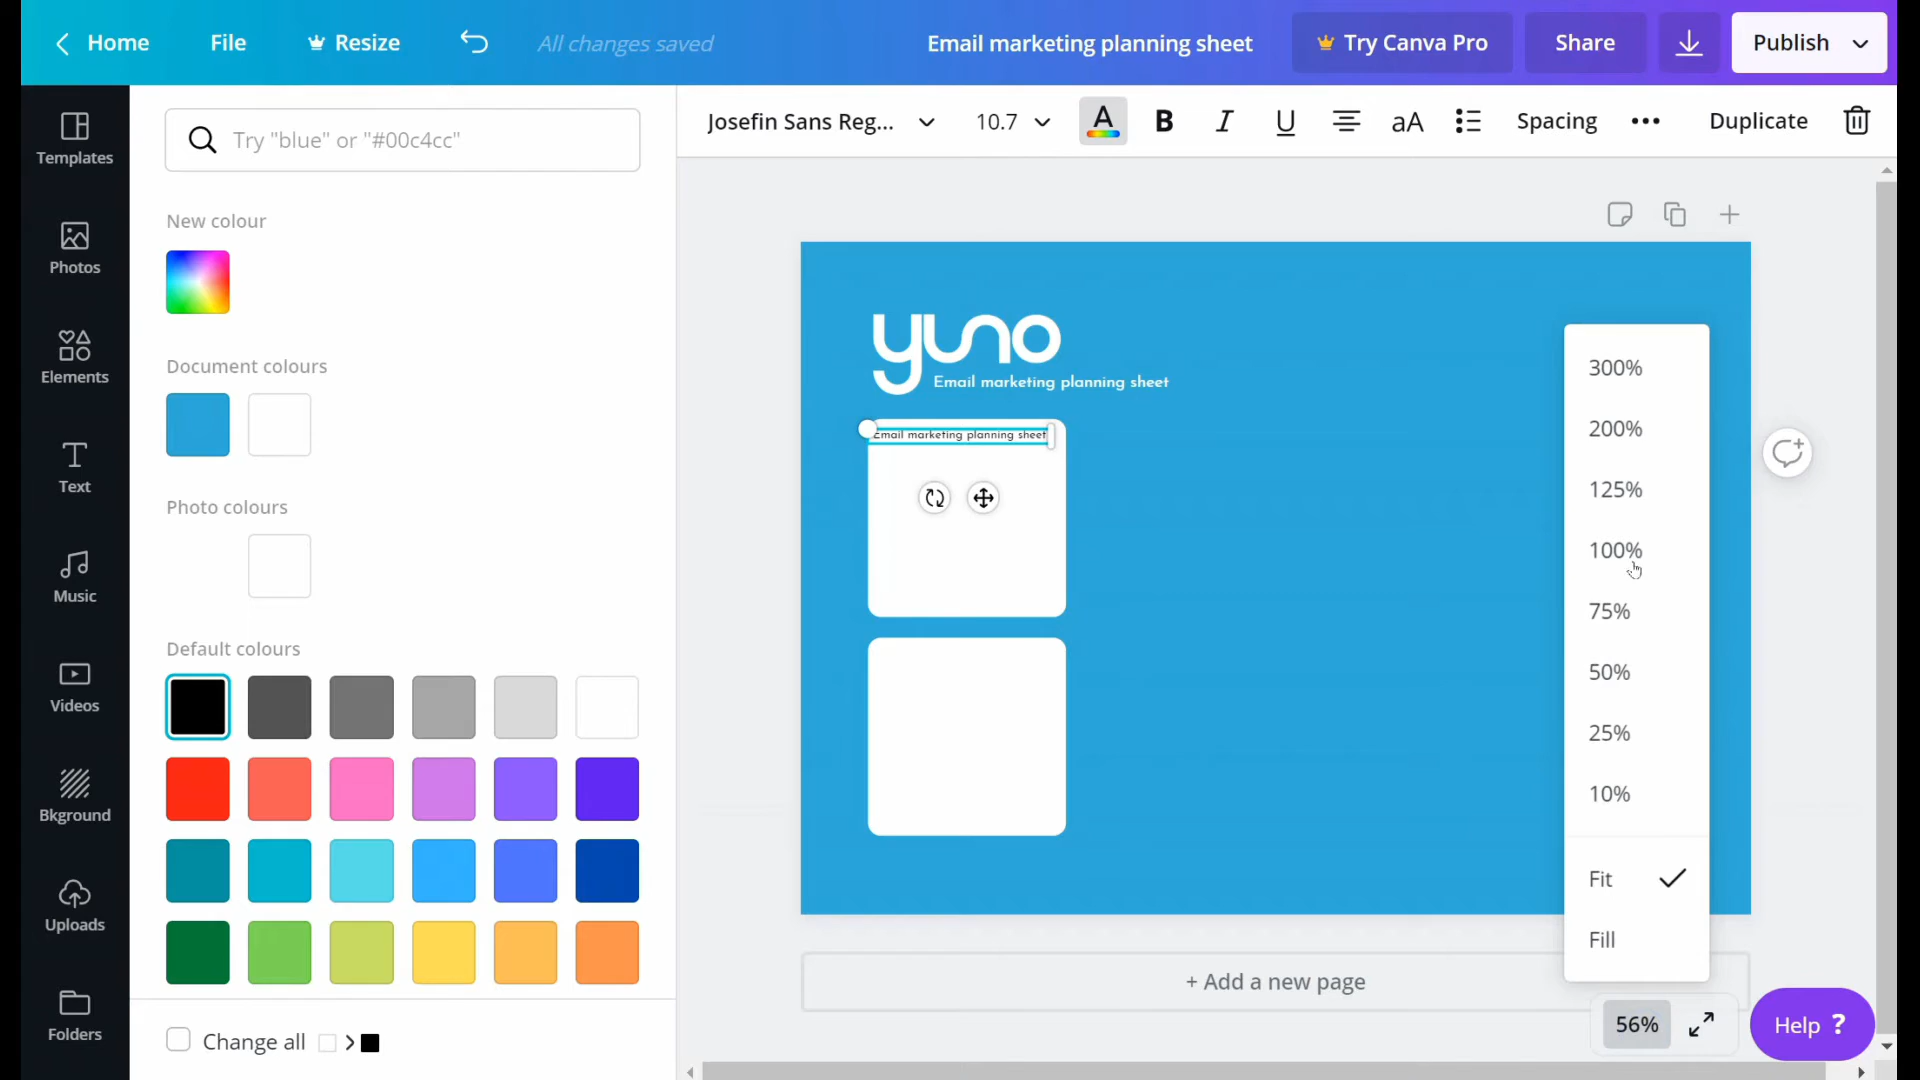 Home File Resize All changes saved Email marketing planning sheet Try Canva Pro Share Publish
Templates
Photos
Elements
Text
Music
Videos
Bkground
Uploads
Folders
Try "blue" or "#00c4cc"
New colour
Document colours
Photo colours
Default colours
Change all
Josefin Sans Reg... 10.7 A B I U aA Spacing ••• Duplicate
yuno
Email marketing planning sheet
Email marketing planning sheet
300%
200%
125%
100%
75%
50%
25%
10%
Fit
Fill
+ Add a new page
56%
Help ?